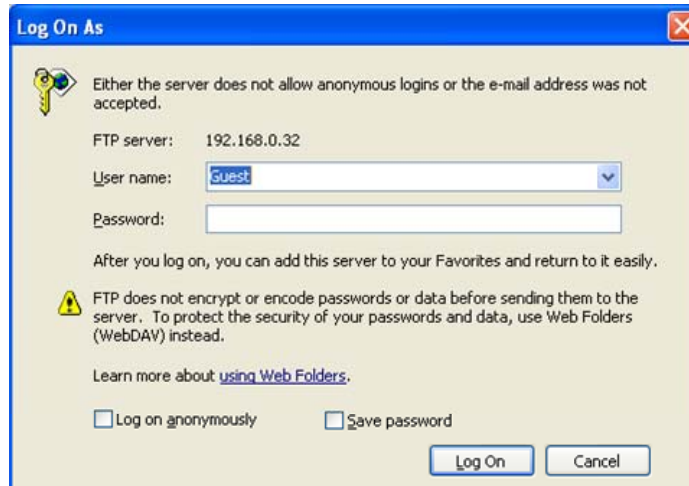 Log On As
Either the server does not allow anonymous logins or the e-mail address was not
accepted.
FTP server: 192.168.0.32
User name: Guest
Password:
After you log on, you can add this server to your Favorites and return to it easily.
FTP does not encrypt or encode passwords or data before sending them to the
server. To protect the security of your passwords and data, use Web Folders
(WebDAV) instead.
Learn more about using Web Folders.
Log on anonymously Save password
Log On Cancel